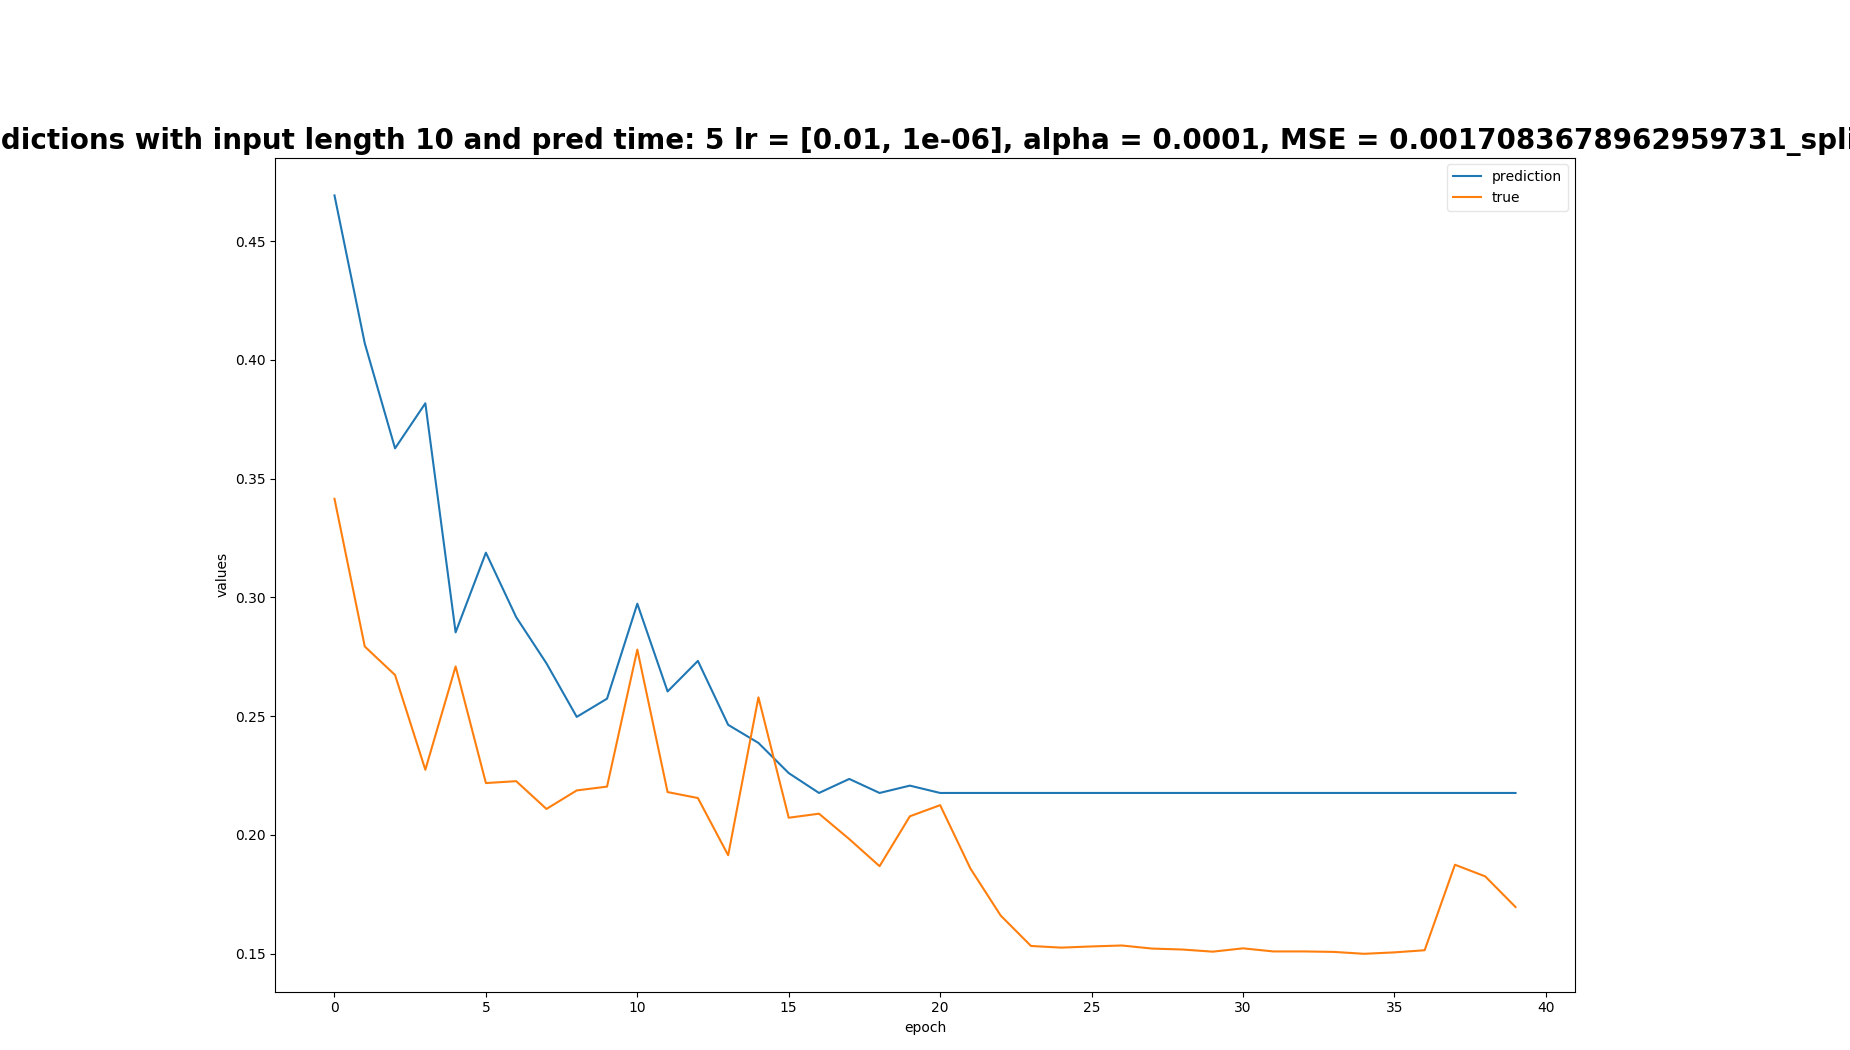 dictions with input length 10 and pred time: 5 lr = [0.01, 1e-06], alpha = 0.0001, MSE = 0.0017083678962959731_spli
prediction
true
0.45
0.40
0.35
0.30
0.25
0.20
0.15
values
0 5 10 15 20 25 30 35 40
epoch